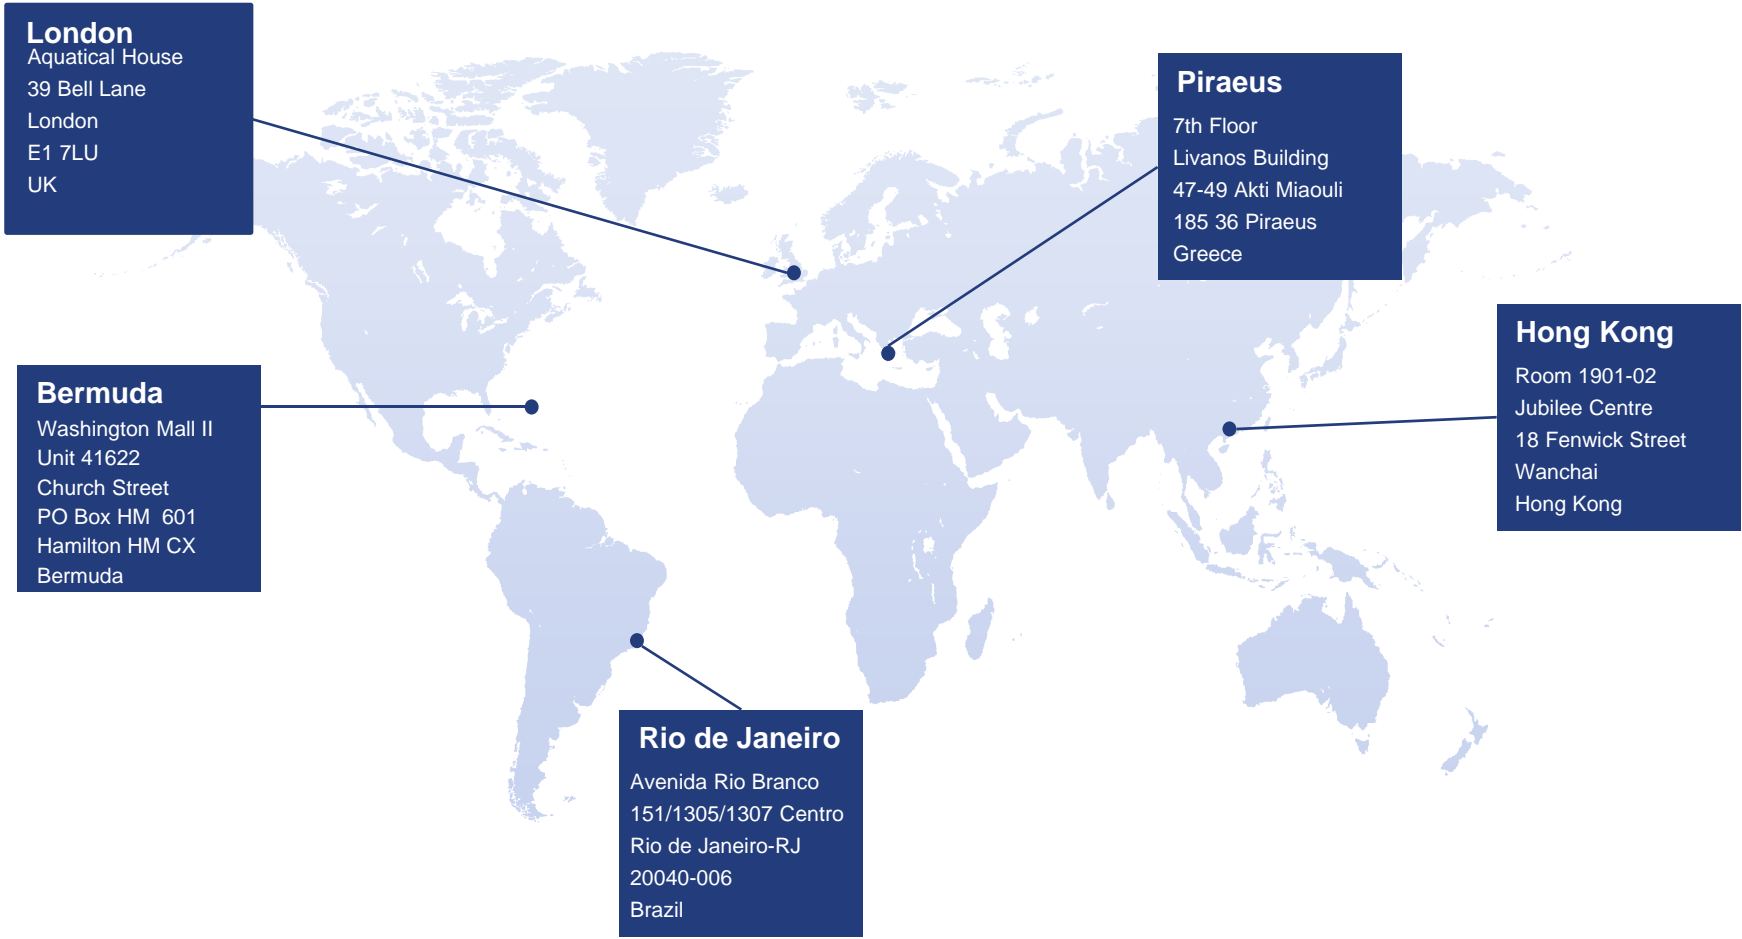 London
Aquatical House
39 Bell Lane
London
E1 7LU
UK
Piraeus
7th Floor
Livanos Building
47-49 Akti Miaouli
185 36 Piraeus
Greece
Hong Kong
Room 1901-02
Jubilee Centre
18 Fenwick Street
Wanchai
Hong Kong
Bermuda
Washington Mall II
Unit 41622
Church Street
PO Box HM  601
Hamilton HM CX
Bermuda
Rio de Janeiro
Avenida Rio Branco
151/1305/1307 Centro
Rio de Janeiro-RJ
20040-006
Brazil